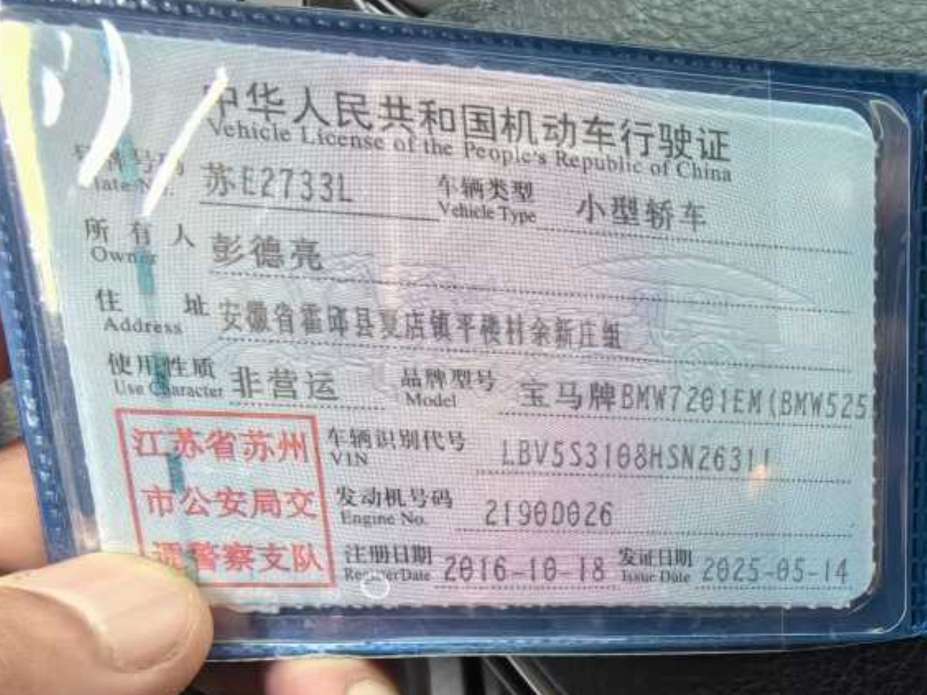 中华人民共和国机动车行驶证
Vehicle License of the People's Republic of China
号牌号码 苏E2733L 车辆类型 小型轿车
Plate No. Vehicle Type
所有人 彭德亮
Owner
住址 安徽省霍邱县夏店镇平楼村余新庄组
Address
使用性质 非营运 品牌型号 宝马牌BMW7201EM(BMW525
Use Character Model
江苏省苏州 车辆识别代号 LBV5S3108HSN26311
VIN
市公安局交 发动机号码 2190D026
Engine No.
通警察支队 注册日期 2016-10-18 发证日期 2025-05-14
Register Date Issue Date